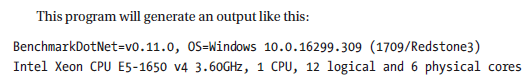 This program will generate an output like this:
BenchmarkDotNet=v0.11.0, OS=Windows 10.0.16299.309 (1709/Redstone3)
Intel Xeon CPU E5-1650 v4 3.60GHz, 1 CPU, 12 logical and 6 physical cores